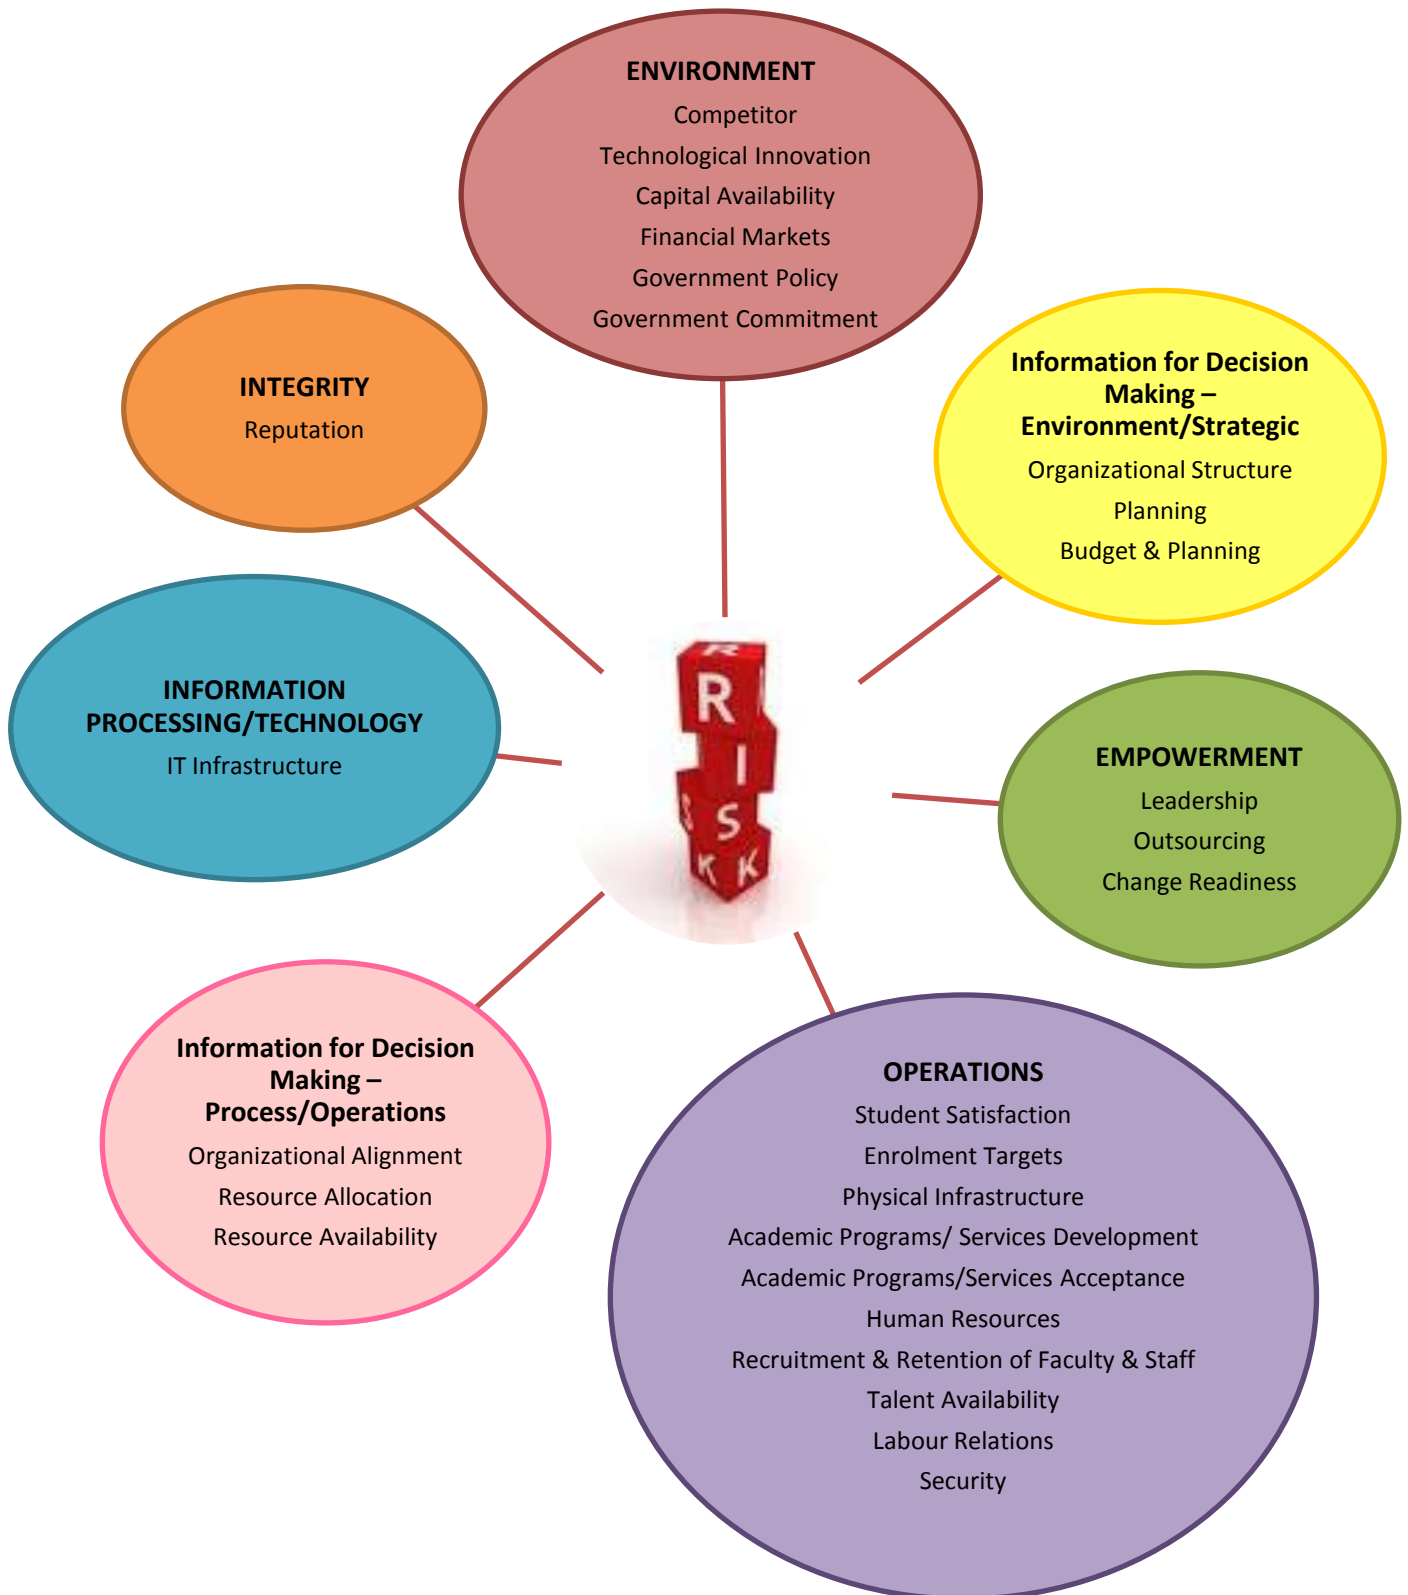 ENVIRONMENT
Competitor
Technological Innovation
Capital Availability
Financial Markets
Government Policy
Government Commitment
INTEGRITY
Reputation
Information for Decision
Making –
Environment/Strategic
Organizational Structure
Planning
Budget & Planning
INFORMATION
PROCESSING/TECHNOLOGY
IT Infrastructure
R
R
I
S
S
K
K
EMPOWERMENT
Leadership
Outsourcing
Change Readiness
Information for Decision
Making –
Process/Operations
Organizational Alignment
Resource Allocation
Resource Availability
OPERATIONS
Student Satisfaction
Enrolment Targets
Physical Infrastructure
Academic Programs/ Services Development
Academic Programs/Services Acceptance
Human Resources
Recruitment & Retention of Faculty & Staff
Talent Availability
Labour Relations
Security